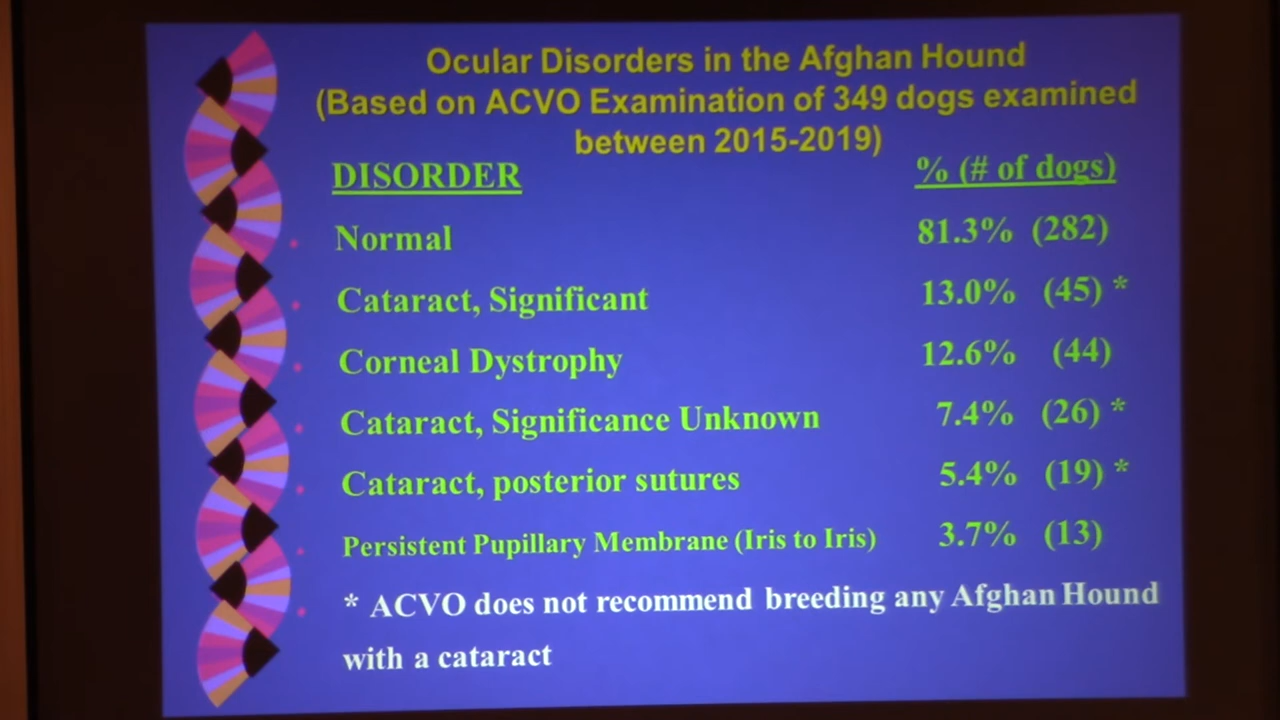 Ocular Disorders in the Afghan Hound
(Based on ACVO Examination of 349 dogs examined
between 2015-2019)
DISORDER % (# of dogs)
Normal 81.3% (282)
Cataract, Significant 13.0% (45) *
Corneal Dystrophy 12.6% (44)
Cataract, Significance Unknown 7.4% (26) *
Cataract, posterior sutures 5.4% (19) *
Persistent Pupillary Membrane (Iris to Iris) 3.7% (13)
* ACVO does not recommend breeding any Afghan Hound
with a cataract